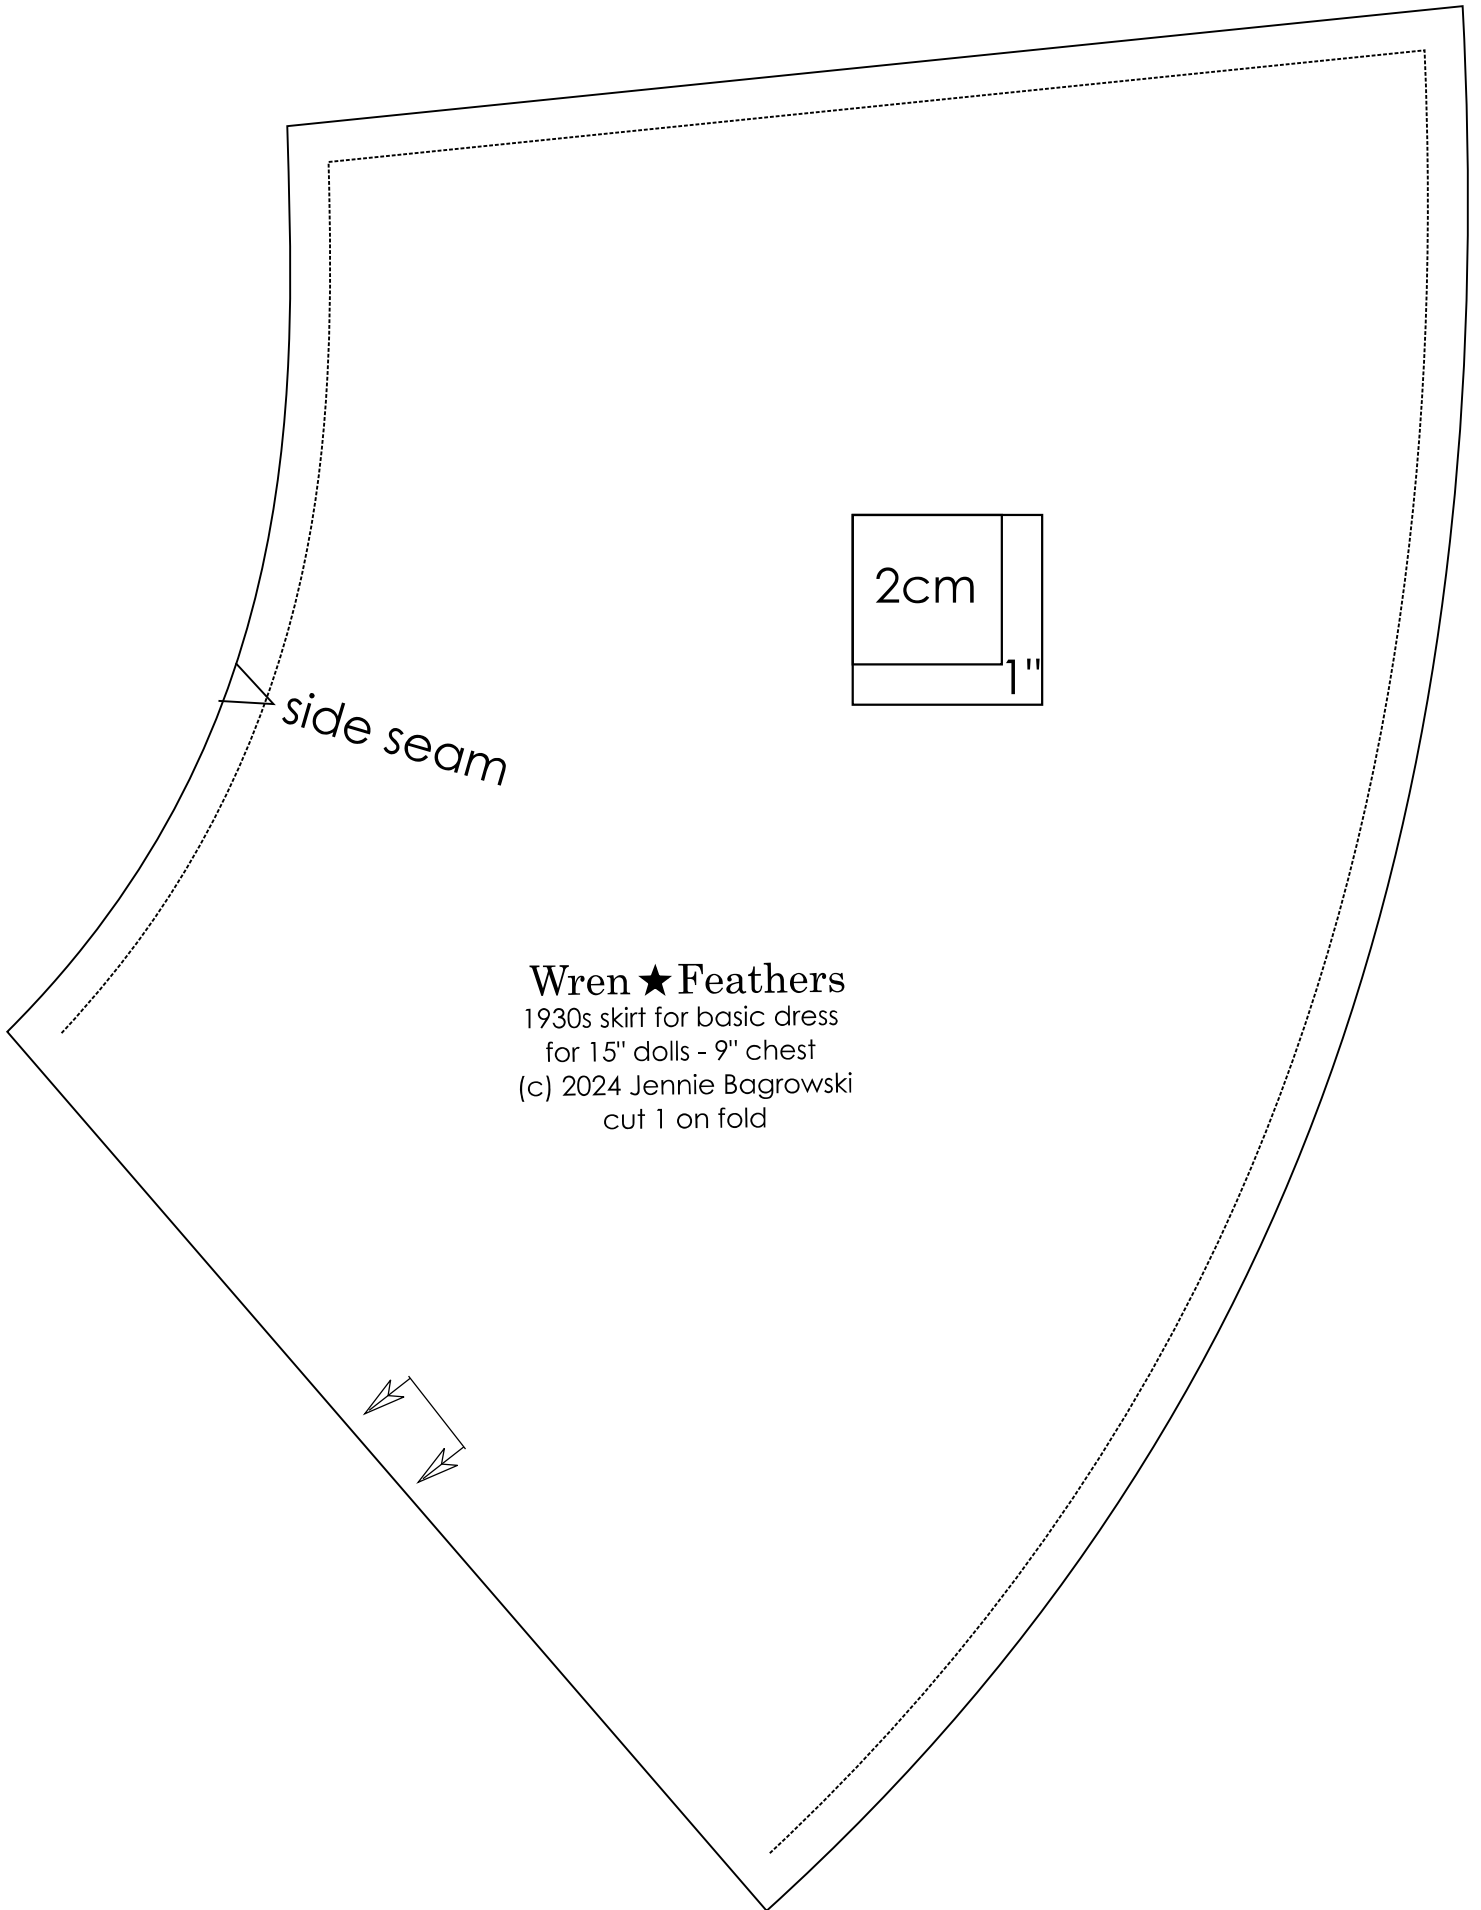 2cm
1"
side seam
Wren★Feathers
1930s skirt for basic dress
for 15" dolls - 9" chest
(c) 2024 Jennie Bagrowski
cut 1 on fold